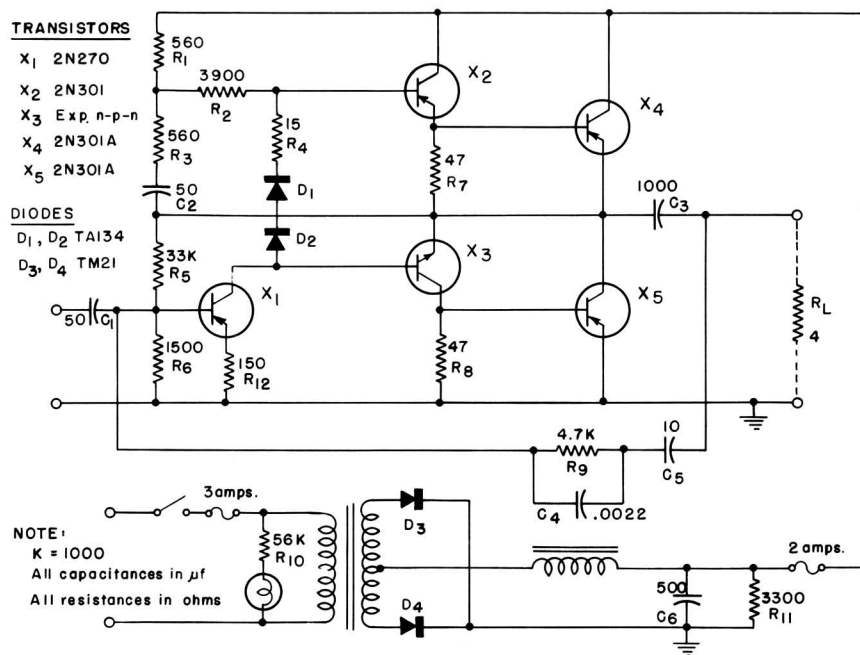 TRANSISTORS
X1 2N270
X2 2N301
X3 Exp. n-p-n
X4 2N301A
X5 2N301A
DIODES
D1, D2 TA134
D3, D4 TM21
560
R1
3900
R2
X2
15
R4
X4
560
R3
50
C2
D1
47
R7
1000
C3
D2
33K
R5
X3
X1
50
C1
X5
RL
4
1500
R6
150
R12
47
R8
4.7K
R9
10
C5
C4
.0022
3 amps.
NOTE:
K = 1000
All capacitances in μf
All resistances in ohms
56K
R10
D3
D4
2 amps.
500
C6
3300
R11